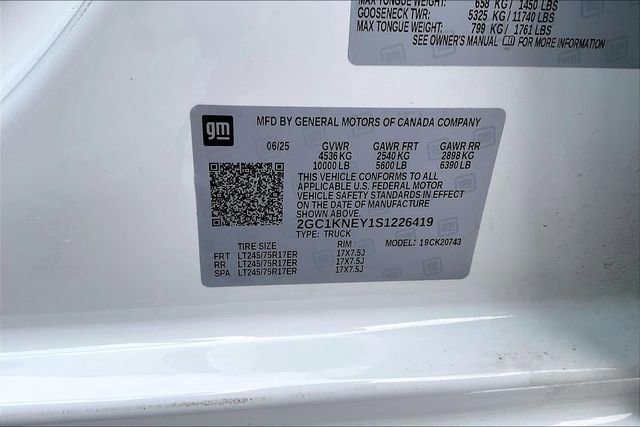 MAX TONGUE WEIGHT: 658 KG / 1450 LBS
GOOSENECK TWR: 5325 KG / 11740 LBS
MAX TONGUE WEIGHT: 799 KG / 1761 LBS
SEE OWNER'S MANUAL FOR MORE INFORMATION
gm
MFD BY GENERAL MOTORS OF CANADA COMPANY
06/25 GVWR GAWR FRT GAWR RR
4536 KG 2540 KG 2898 KG
10000 LB 5600 LB 6390 LB
THIS VEHICLE CONFORMS TO ALL
APPLICABLE U.S. FEDERAL MOTOR
VEHICLE SAFETY STANDARDS IN EFFECT
ON THE DATE OF MANUFACTURE
SHOWN ABOVE.
2GC1KNEY1S1226419
TYPE: TRUCK
TIRE SIZE RIM MODEL: 19CK20743
FRT LT245/75R17ER 17X7.5J
RR LT245/75R17ER 17X7.5J
SPA LT245/75R17ER 17X7.5J